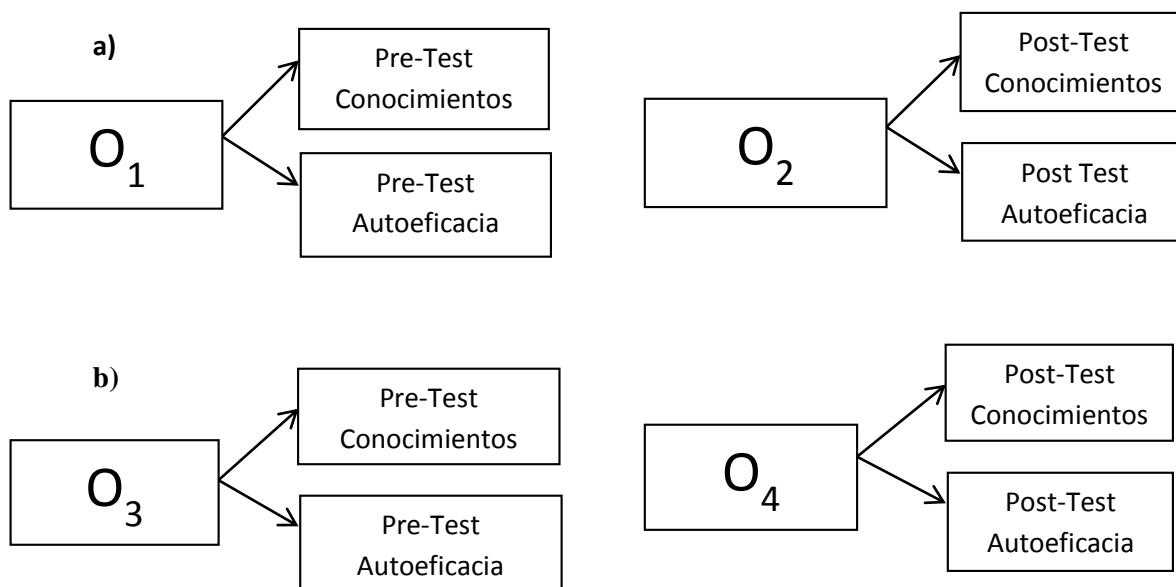 a)
O1
Pre-Test
Conocimientos
Pre-Test
Autoeficacia
O2
Post-Test
Conocimientos
Post Test
Autoeficacia
b)
O3
Pre-Test
Conocimientos
Pre-Test
Autoeficacia
O4
Post-Test
Conocimientos
Post-Test
Autoeficacia